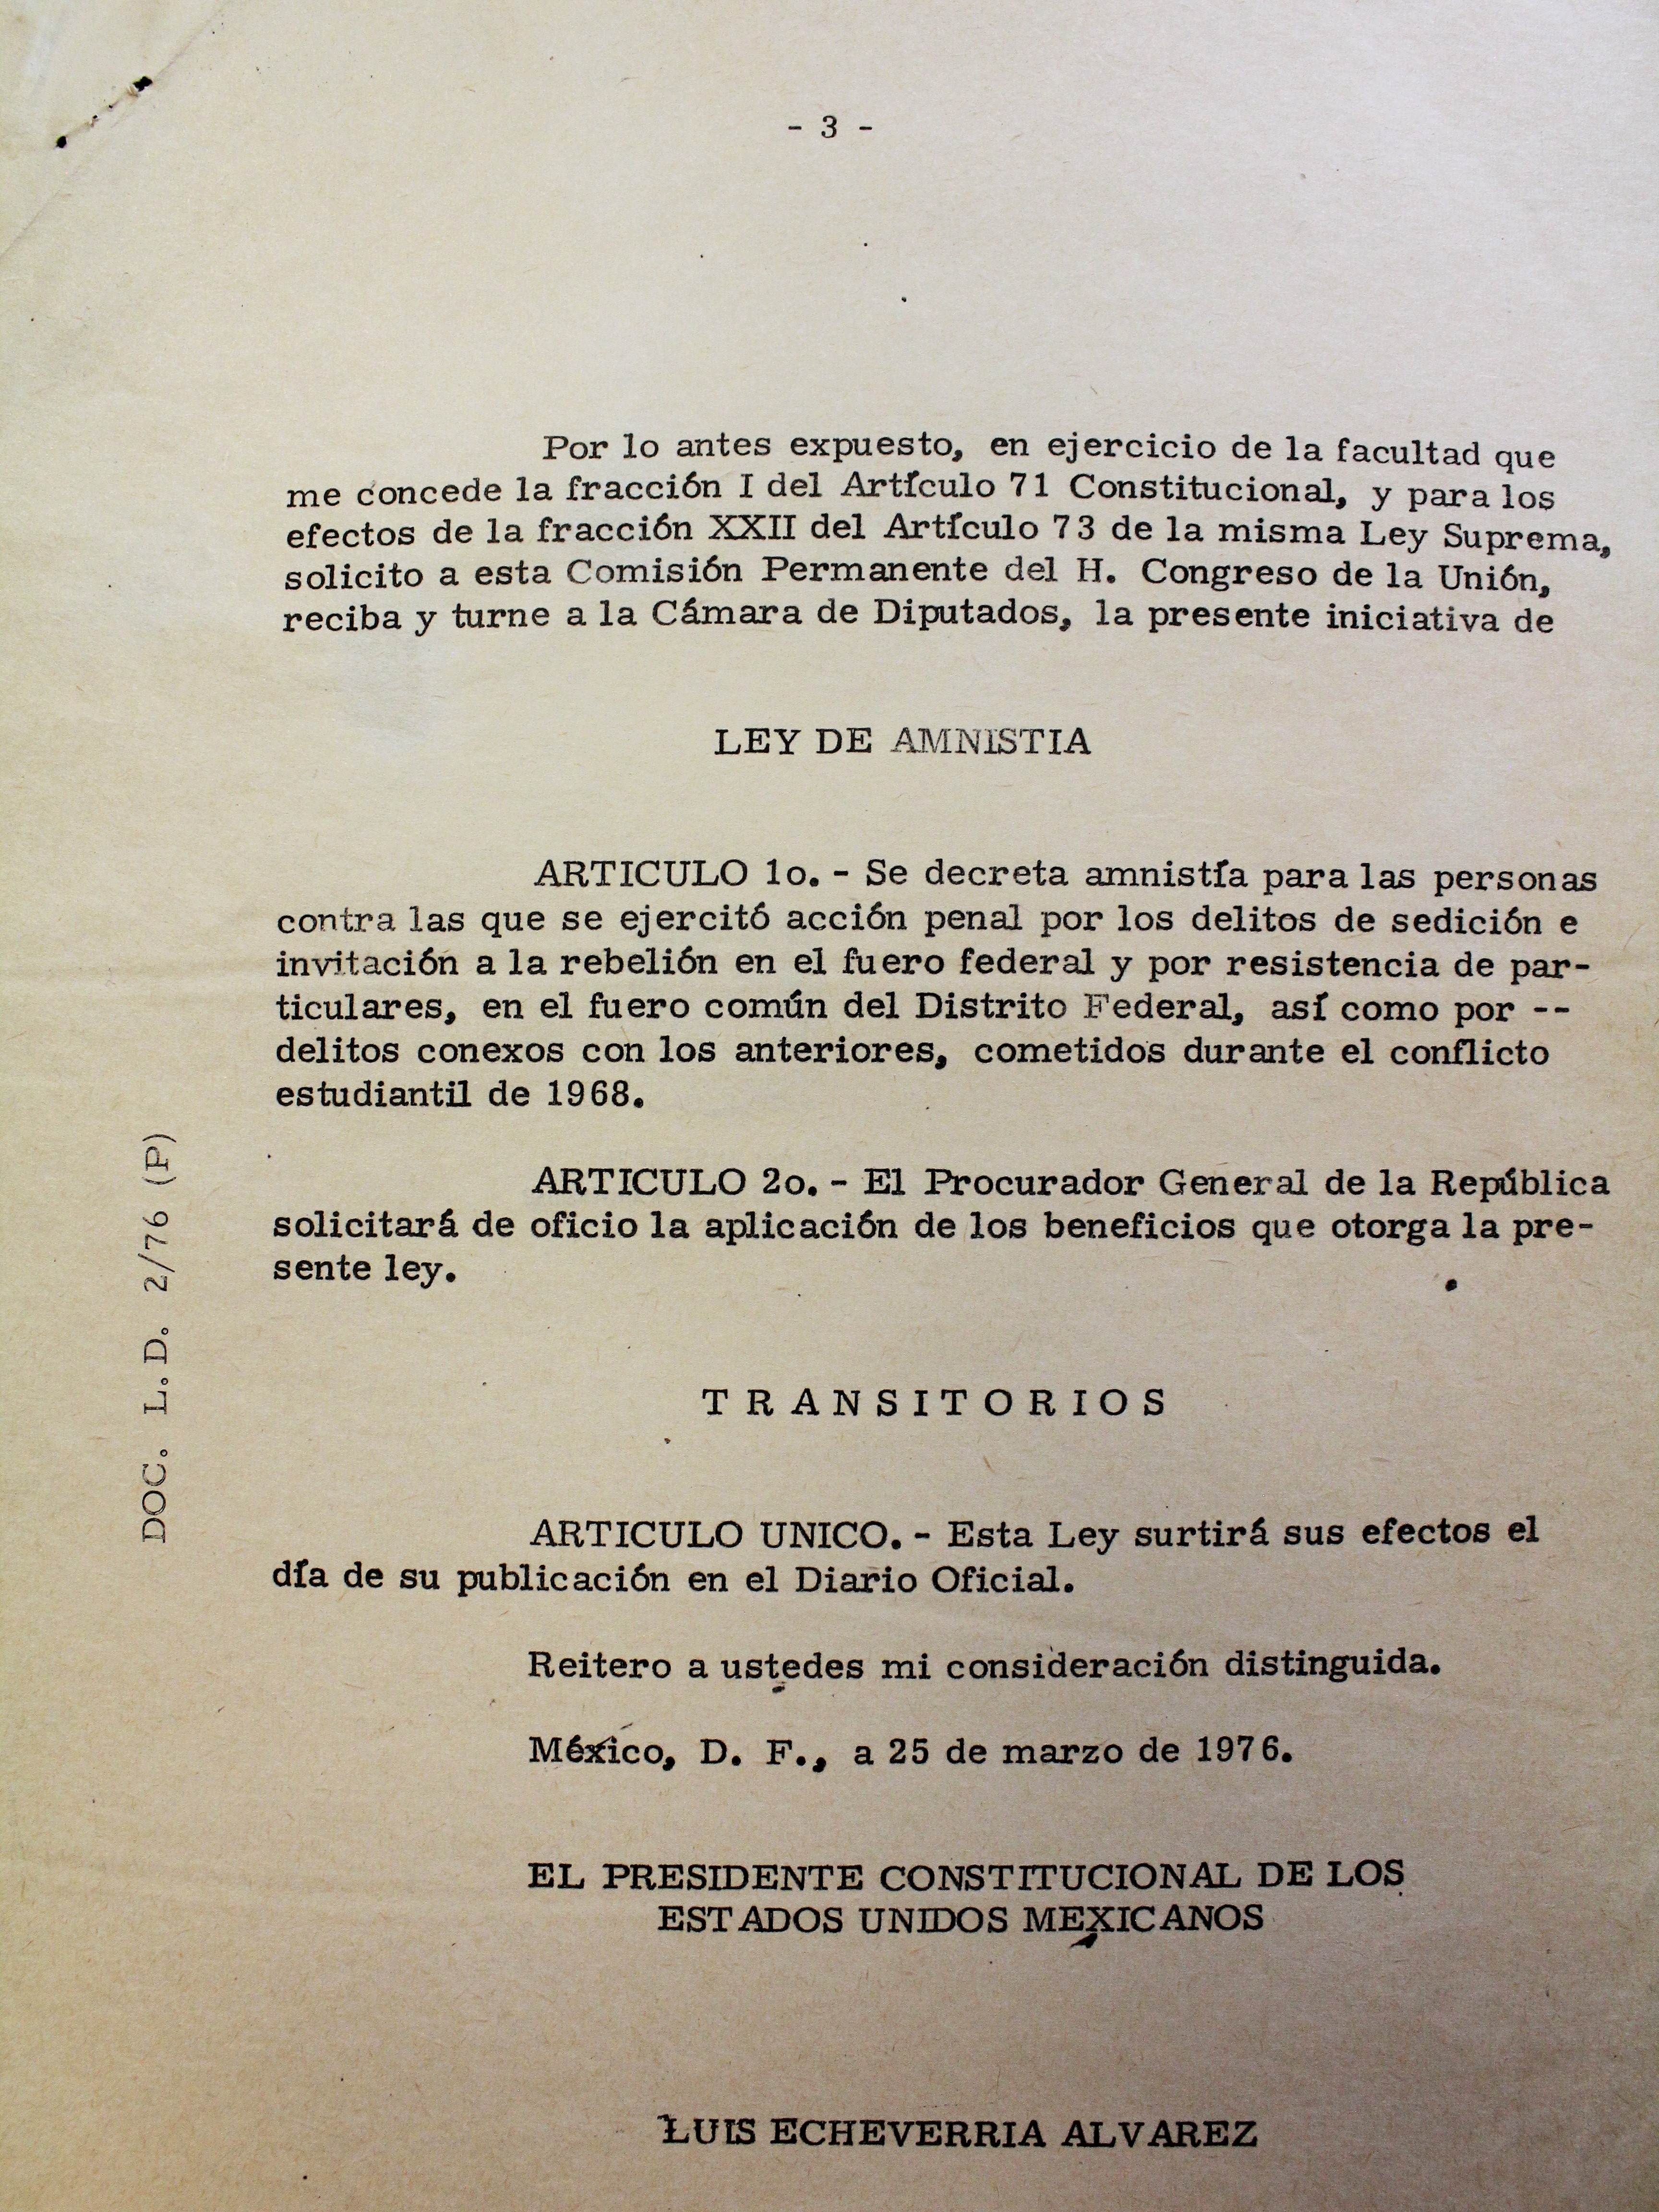 - 3 -
Por lo antes expuesto, en ejercicio de la facultad que
me concede la fracción I del Artículo 71 Constitucional, y para los
efectos de la fracción XXII del Artículo 73 de la misma Ley Suprema,
solicito a esta Comisión Permanente del H. Congreso de la Unión,
reciba y turne a la Cámara de Diputados, la presente iniciativa de
LEY DE AMNISTIA
ARTICULO 1o. - Se decreta amnistía para las personas
contra las que se ejercitó acción penal por los delitos de sedición e
invitación a la rebelión en el fuero federal y por resistencia de par-
ticulares, en el fuero común del Distrito Federal, así como por --
delitos conexos con los anteriores, cometidos durante el conflicto
estudiantil de 1968.
ARTICULO 2o. - El Procurador General de la República
solicitará de oficio la aplicación de los beneficios que otorga la pre-
sente ley.
T R A N S I T O R I O S
ARTICULO UNICO. - Esta Ley surtirá sus efectos el
día de su publicación en el Diario Oficial.
Reitero a ustedes mi consideración distinguida.
México, D. F., a 25 de marzo de 1976.
EL PRESIDENTE CONSTITUCIONAL DE LOS
ESTADOS UNIDOS MEXICANOS
LUIS ECHEVERRIA ALVAREZ
DOC. L.D. 2/76 (P)